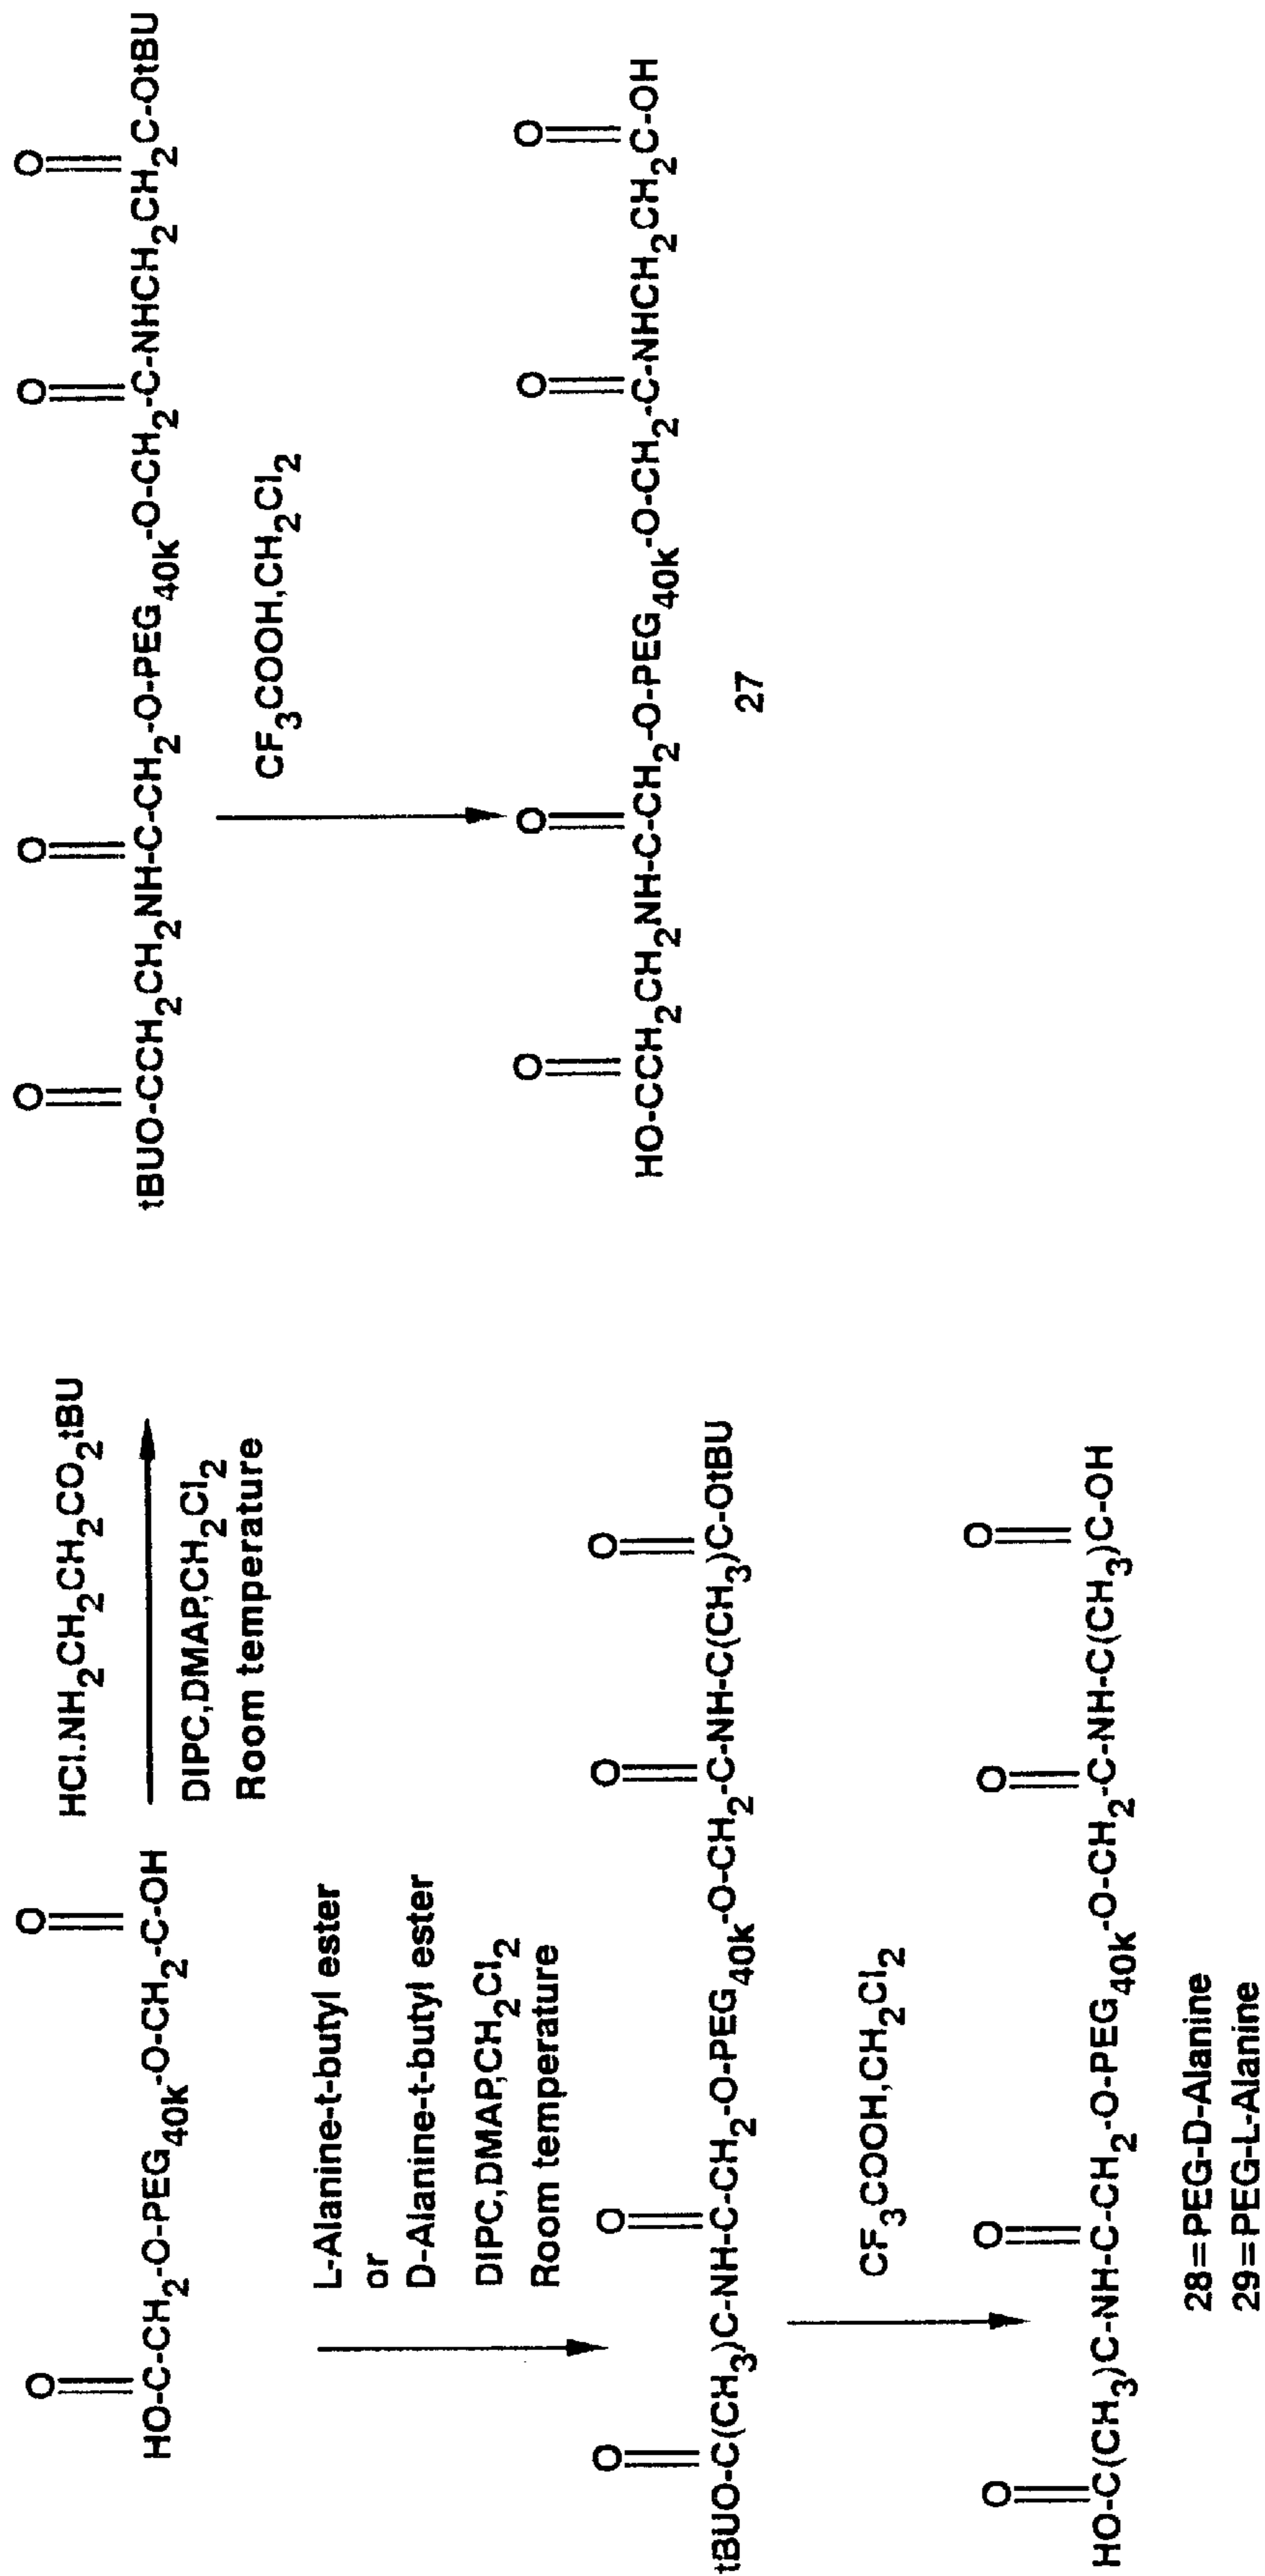 O O
HO-C-CH2-O-PEG40k-O-CH2-C-OH
HCl.NH2CH2CH2CO2tBU
DIPC,DMAP,CH2Cl2
Room temperature
O O O O
tBUO-CCH2CH2NH-C-CH2-O-PEG40k-O-CH2-C-NHCH2CH2C-OtBU
CF3COOH,CH2Cl2
O O O O
HO-CCH2CH2NH-C-CH2-O-PEG40k-O-CH2-C-NHCH2CH2C-OH
27
L-Alanine-t-butyl ester
or
D-Alanine-t-butyl ester
DIPC,DMAP,CH2Cl2
Room temperature
O O O O
tBUO-C(CH3)C-NH-C-CH2-O-PEG40k-O-CH2-C-NH-C(CH3)C-OtBU
CF3COOH,CH2Cl2
O O O O
HO-C(CH3)C-NH-C-CH2-O-PEG40k-O-CH2-C-NH-C(CH3)C-OH
28=PEG-D-Alanine
29=PEG-L-Alanine